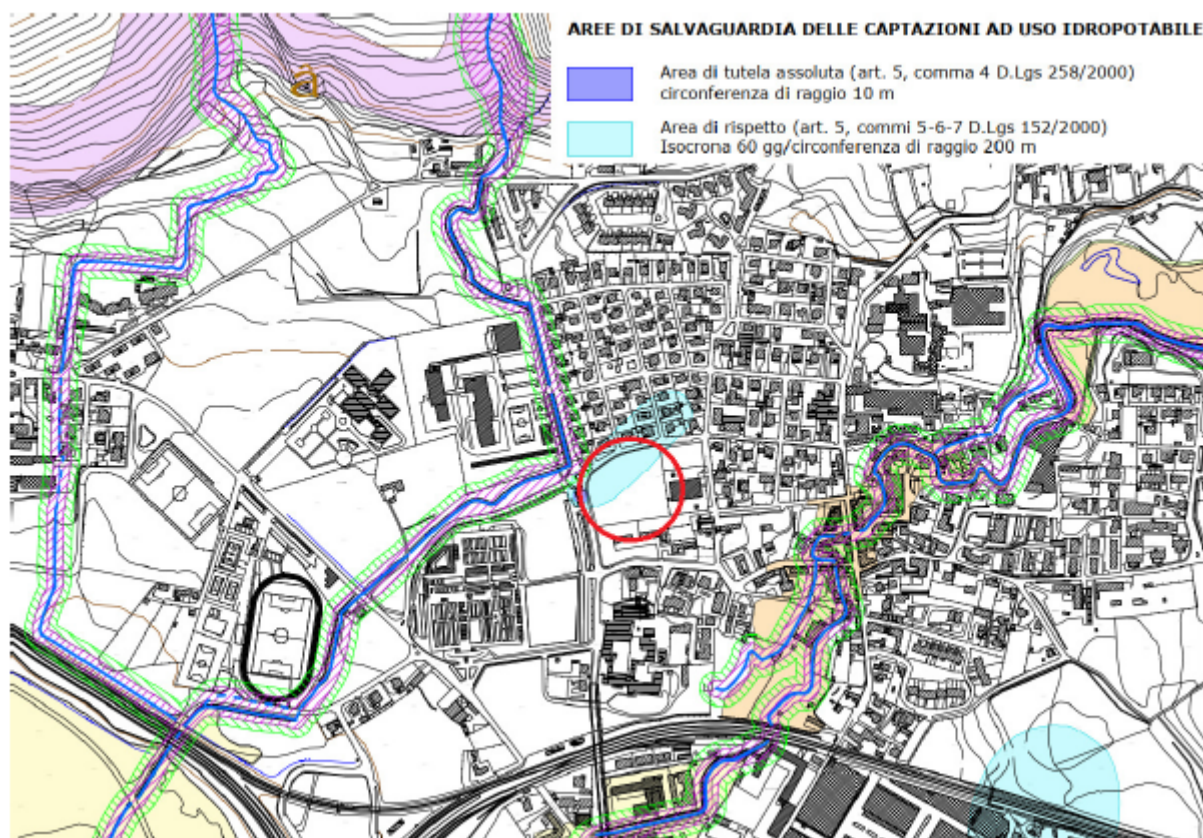 AREE DI SALVAGUARDIA DELLE CAPTAZIONI AD USO IDROPOTABILE
Area di tutela assoluta (art. 5, comma 4 D.Lgs 258/2000)
circonferenza di raggio 10 m
Area di rispetto (art. 5, commi 5-6-7 D.Lgs 152/2000)
Isocrona 60 gg/circonferenza di raggio 200 m